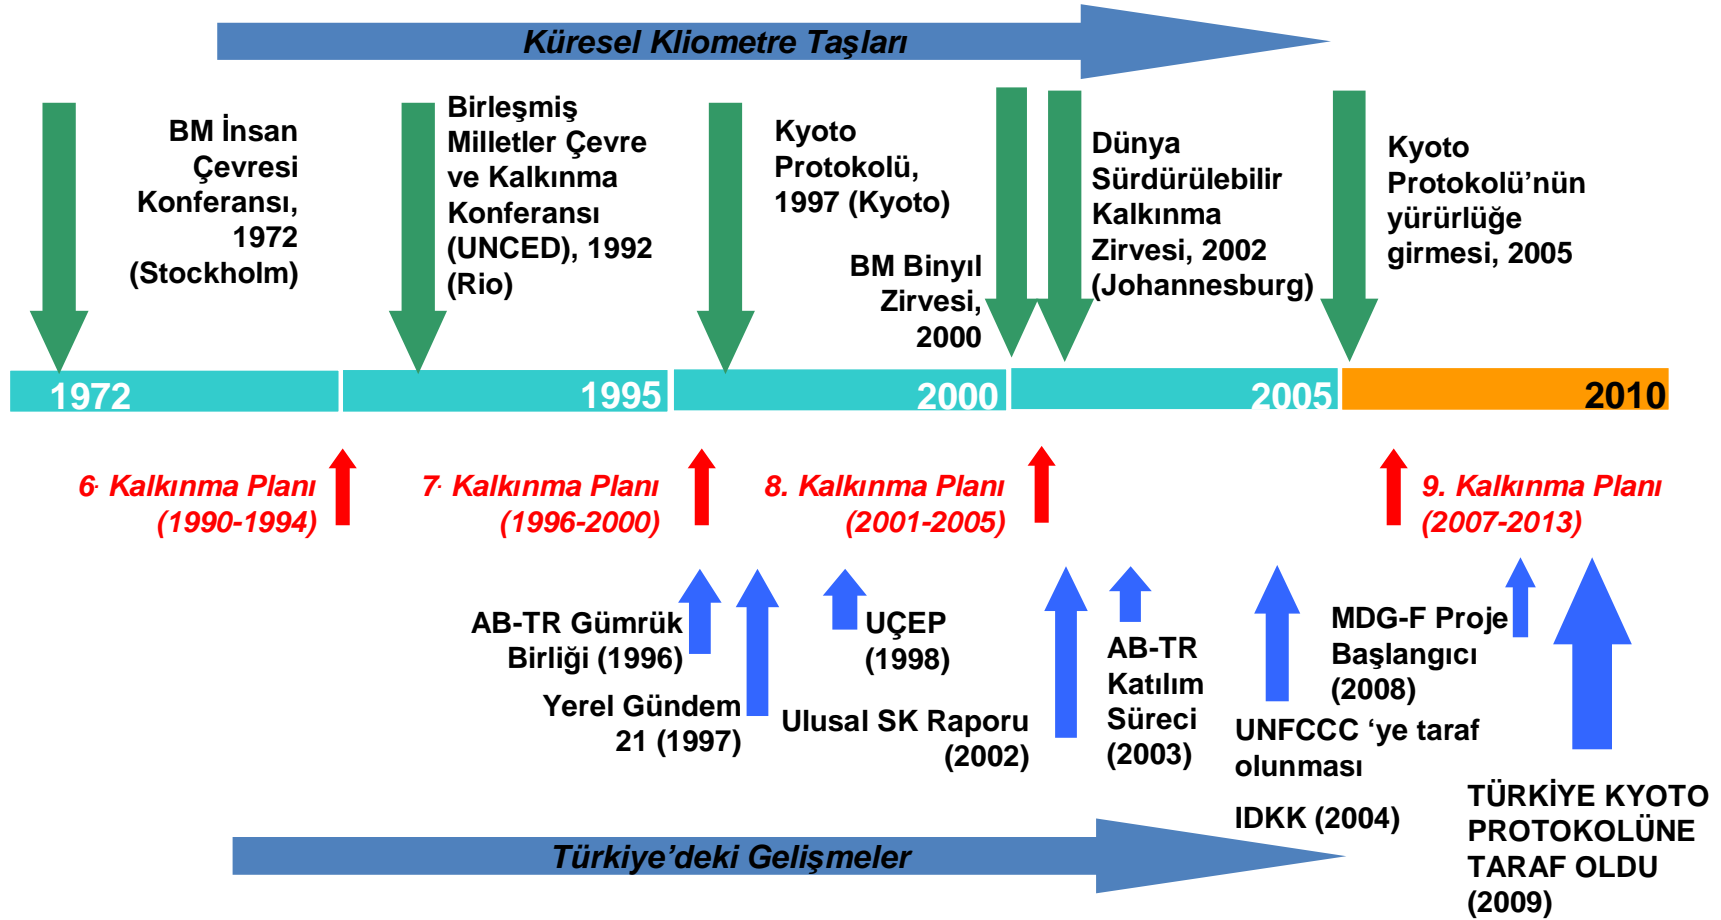 Küresel Kliometre Taşları
BM İnsan
Çevresi
Konferansı,
1972
(Stockholm)
Birleşmiş
Milletler Çevre
ve Kalkınma
Konferansı
(UNCED), 1992
(Rio)
Kyoto
Protokolü,
1997 (Kyoto)
BM Binyıl
Zirvesi,
2000
Dünya
Sürdürülebilir
Kalkınma
Zirvesi, 2002
(Johannesburg)
Kyoto
Protokolü’nün
yürürlüğe
girmesi, 2005
1972
1995
2000
2005
2010
6. Kalkınma Planı
(1990-1994)
7. Kalkınma Planı
(1996-2000)
8. Kalkınma Planı
(2001-2005)
9. Kalkınma Planı
(2007-2013)
AB-TR Gümrük
Birliği (1996)
Yerel Gündem
21 (1997)
UÇEP
(1998)
Ulusal SK Raporu
(2002)
AB-TR
Katılım
Süreci
(2003)
UNFCCC ‘ye taraf
olunması
IDKK (2004)
MDG-F Proje
Başlangıcı
(2008)
TÜRKİYE KYOTO
PROTOKOLÜNE
TARAF OLDU
(2009)
Türkiye’deki Gelişmeler